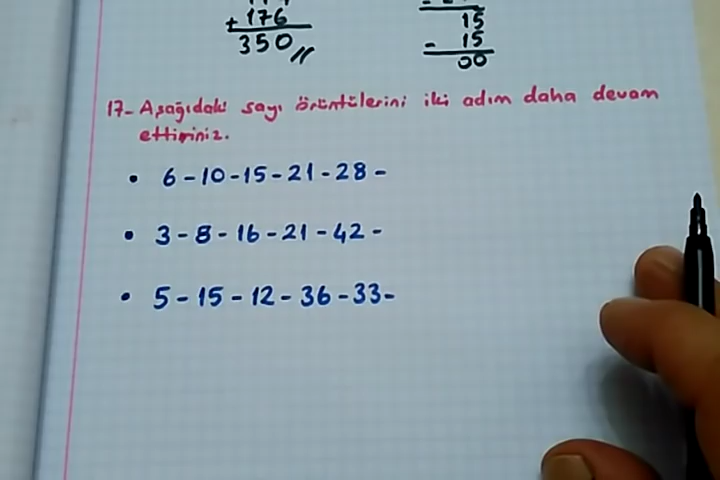 + 176
350 //
15
- 15
00
17- Aşağıdaki sayı örüntülerini iki adım daha devam
ettiriniz.
• 6 - 10 - 15 - 21 - 28 -
• 3 - 8 - 16 - 21 - 42 -
• 5 - 15 - 12 - 36 - 33 -